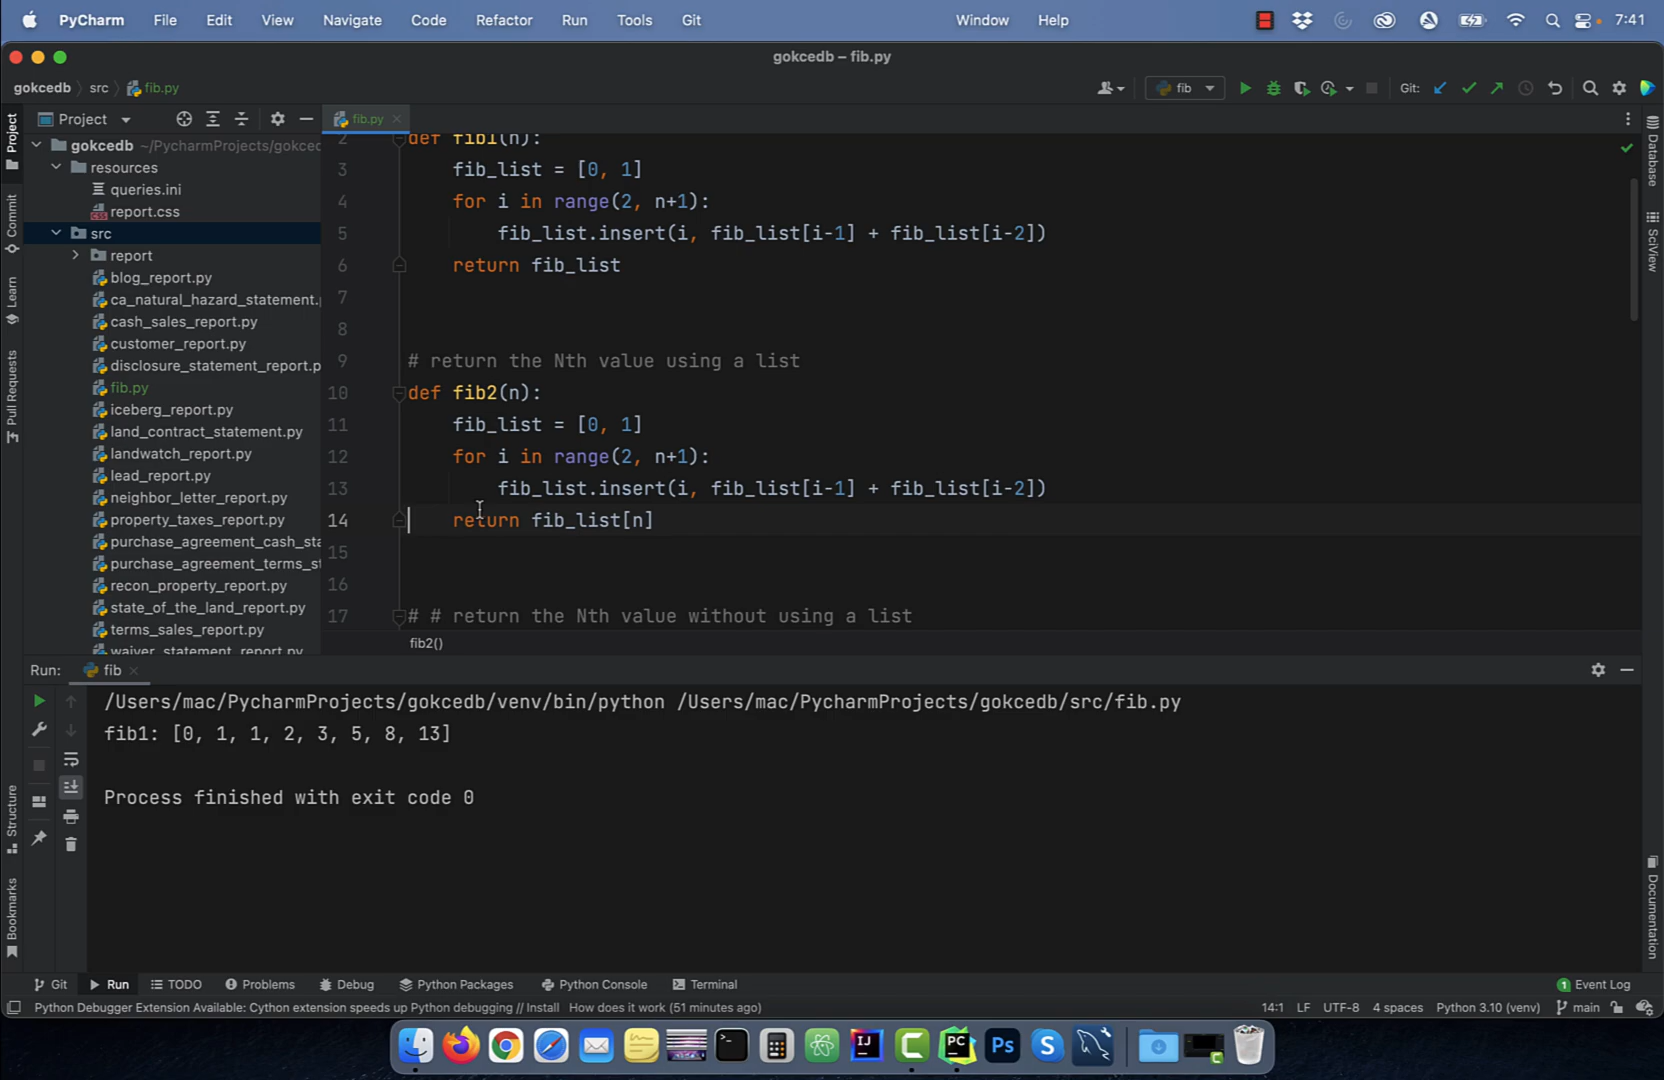 PyCharm File Edit View Navigate Code Refactor Run Tools Git Window Help 7:41
gokcedb – fib.py
gokcedb src fib.py fib Git:
Project
Project fib.py
gokcedb ~/PycharmProjects/gokced
resources
queries.ini
report.css
src
report
blog_report.py
ca_natural_hazard_statement.
cash_sales_report.py
customer_report.py
disclosure_statement_report.p
fib.py
iceberg_report.py
land_contract_statement.py
landwatch_report.py
lead_report.py
neighbor_letter_report.py
property_taxes_report.py
purchase_agreement_cash_sta
purchase_agreement_terms_st
recon_property_report.py
state_of_the_land_report.py
terms_sales_report.py
waiver_statement_report.py
Commit
Learn
Pull Requests
Structure
Bookmarks
2 def fib1(n):
3 fib_list = [0, 1]
4 for i in range(2, n+1):
5 fib_list.insert(i, fib_list[i-1] + fib_list[i-2])
6 return fib_list
7
8
9 # return the Nth value using a list
10 def fib2(n):
11 fib_list = [0, 1]
12 for i in range(2, n+1):
13 fib_list.insert(i, fib_list[i-1] + fib_list[i-2])
14 return fib_list[n]
15
16
17 # # return the Nth value without using a list
fib2()
Database
SciView
Documentation
Run: fib
/Users/mac/PycharmProjects/gokcedb/venv/bin/python /Users/mac/PycharmProjects/gokcedb/src/fib.py
fib1: [0, 1, 1, 2, 3, 5, 8, 13]
Process finished with exit code 0
Git Run TODO Problems Debug Python Packages Python Console Terminal 1 Event Log
Python Debugger Extension Available: Cython extension speeds up Python debugging // Install How does it work (51 minutes ago) 14:1 LF UTF-8 4 spaces Python 3.10 (venv) main
IJ PC Ps